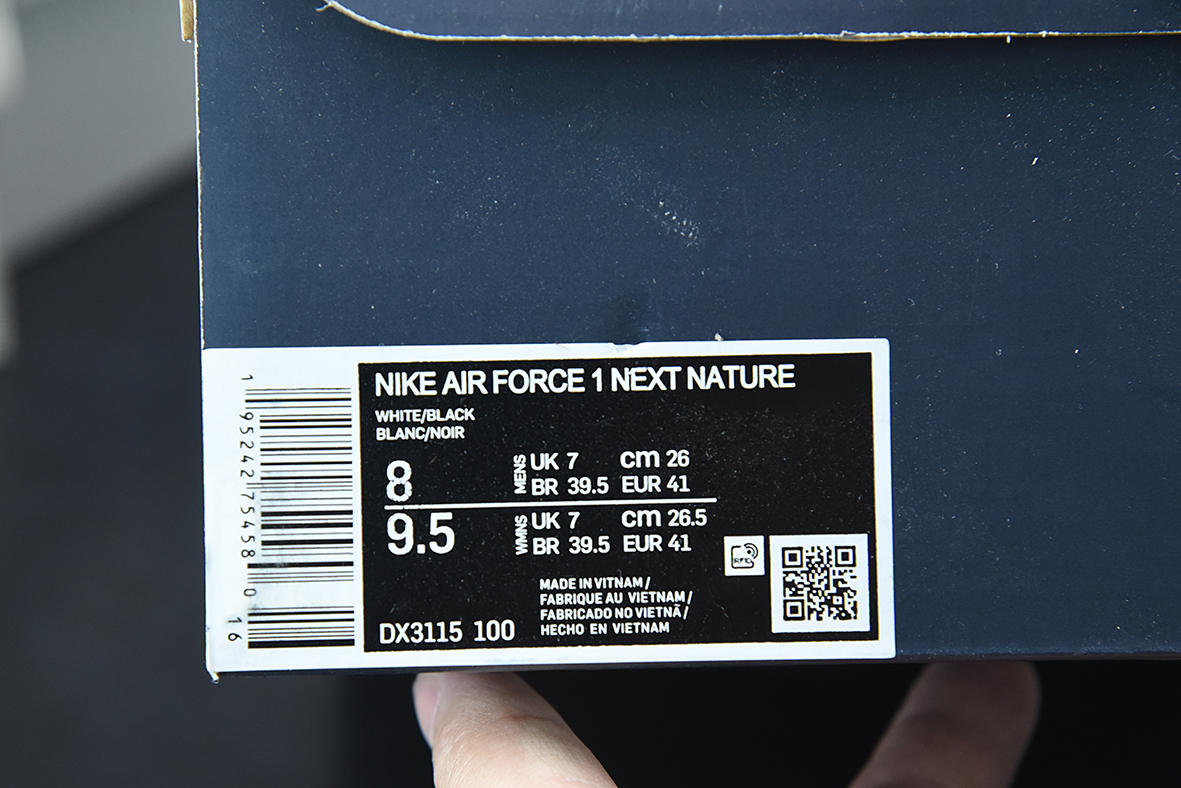 NIKE AIR FORCE 1 NEXT NATURE
WHITE/BLACK
BLANC/NOIR
8 MENS UK 7 cm 26
BR 39.5 EUR 41
9.5 WMNS UK 7 cm 26.5
BR 39.5 EUR 41
MADE IN VITNAM /
FABRIQUE AU VIETNAM /
FABRICADO NO VIETNÃ /
HECHO EN VIETNAM
DX3115 100
RFID
1 95242 75458 0 16